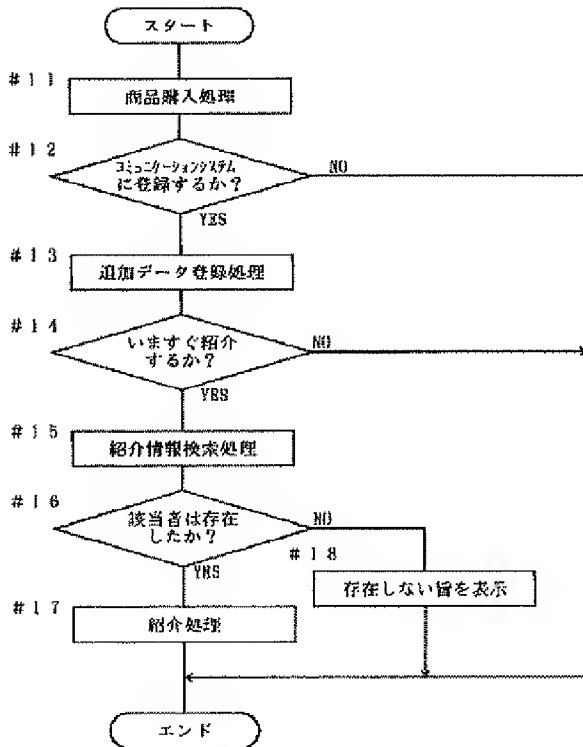 スタート
#11
商品購入処理
#12
コミュニケーションシステム
に登録するか?
NO
YES
#13
追加データ登録処理
#14
いますぐ紹介
するか?
NO
YES
#15
紹介情報検索処理
#16
該当者は存在
したか?
NO
YES
#18
存在しない旨を表示
#17
紹介処理
エンド